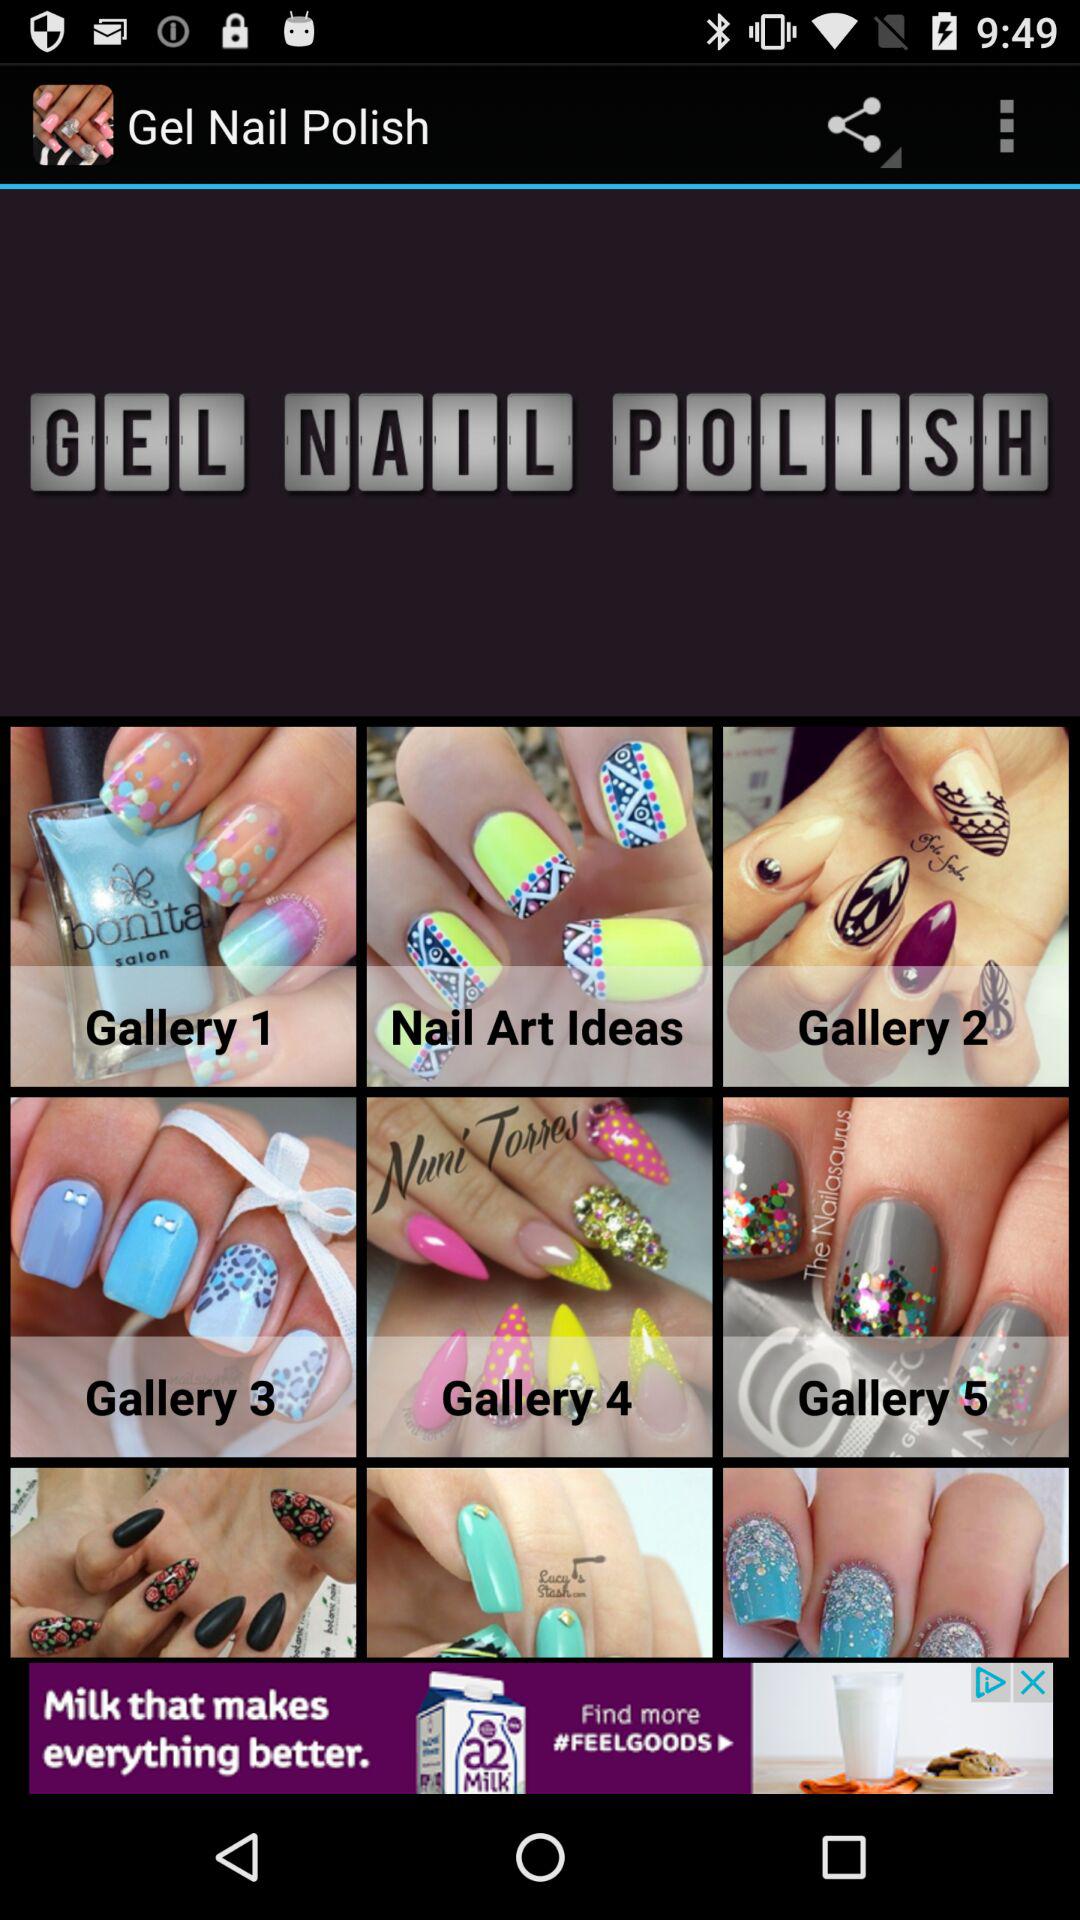 9:49
Gel Nail Polish
GEL NAIL POLISH
bonita
salon
Gallery 1
Nail Art Ideas
Gallery 2
Nuni Torres
The Nailasaurus
Gallery 3
Gallery 4
Gallery 5
Lucy's
Stash.com
Milk that makes
everything better.
a2
Milk
Find more
#FEELGOODS